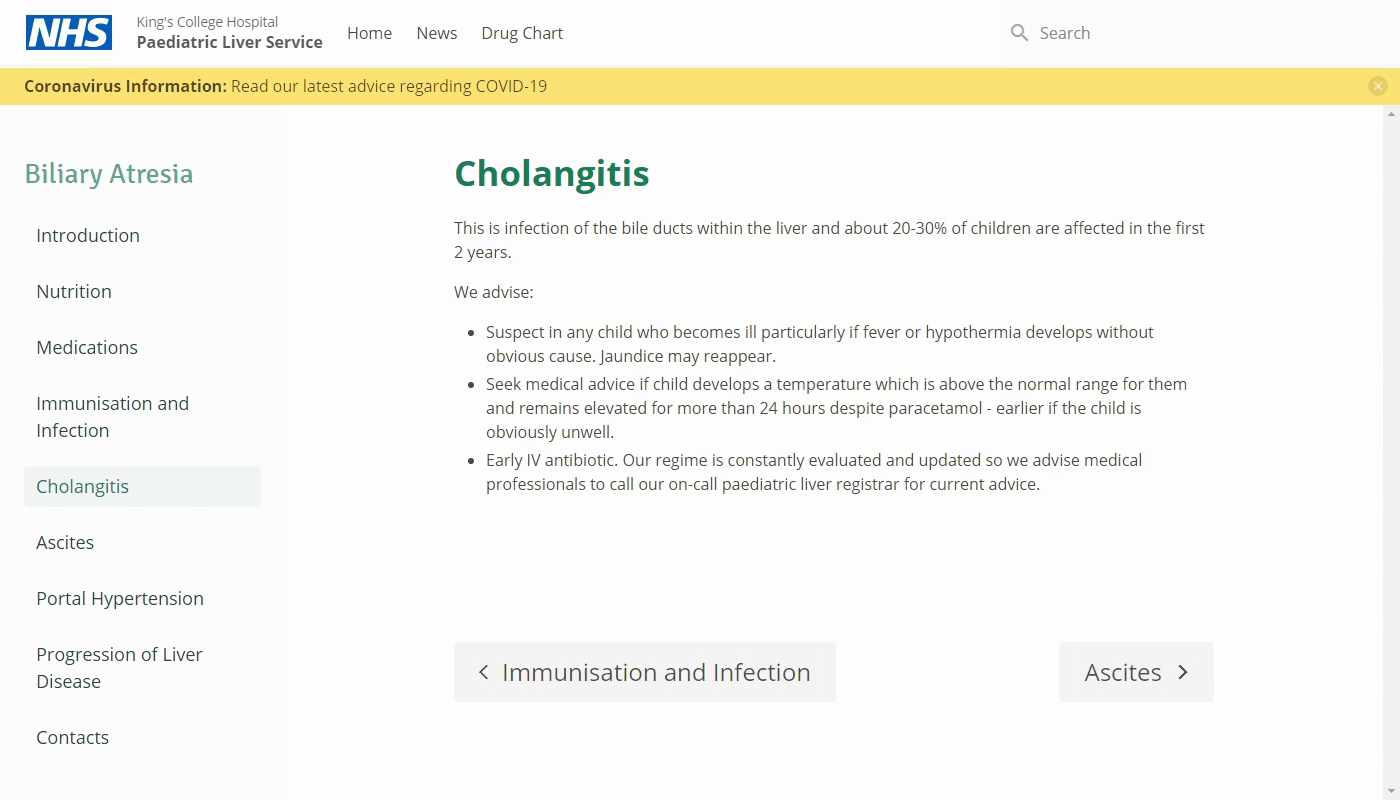 NHS
King's College Hospital
Paediatric Liver Service
Home
News
Drug Chart
Search
Coronavirus Information: Read our latest advice regarding COVID-19
Biliary Atresia
Introduction
Nutrition
Medications
Immunisation and
Infection
Cholangitis
Ascites
Portal Hypertension
Progression of Liver
Disease
Contacts
Cholangitis
This is infection of the bile ducts within the liver and about 20-30% of children are affected in the first
2 years.
We advise:
Suspect in any child who becomes ill particularly if fever or hypothermia develops without
obvious cause. Jaundice may reappear.
Seek medical advice if child develops a temperature which is above the normal range for them
and remains elevated for more than 24 hours despite paracetamol - earlier if the child is
obviously unwell.
Early IV antibiotic. Our regime is constantly evaluated and updated so we advise medical
professionals to call our on-call paediatric liver registrar for current advice.
Immunisation and Infection
Ascites